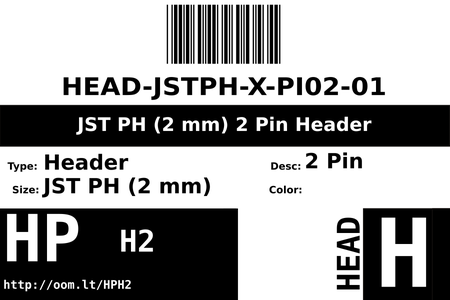 HEAD-JSTPH-X-PI02-01
JST PH (2 mm) 2 Pin Header
Type: Header
Desc: 2 Pin
Size: JST PH (2 mm)
Color:
HP
H2
http://oom.lt/HPH2
HEAD
H